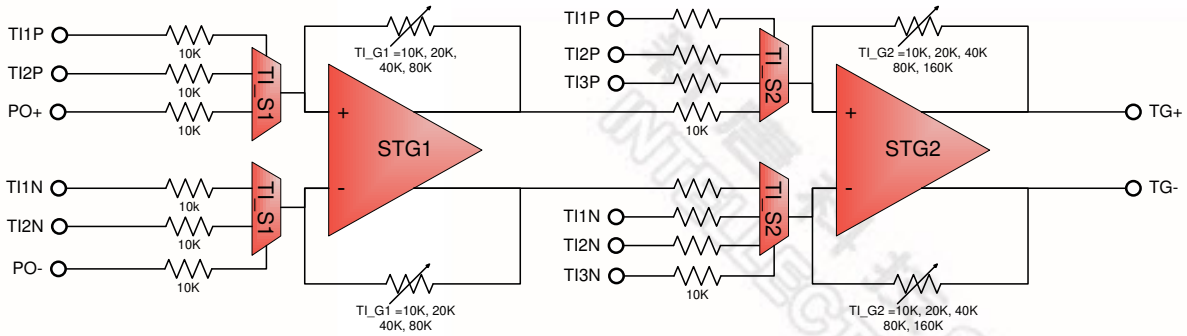 TI1P
10K
TI2P
10K
PO+
10K
TI_S1
TI_G1 =10K, 20K,
40K, 80K
+
STG1
-
TI1N
10k
TI2N
10K
PO-
10K
TI_S1
TI_G1 =10K, 20K
40K, 80K
TI1P
TI2P
TI3P
10K
TI_S2
TI_G2 =10K, 20K, 40K
80K, 160K
+
STG2
-
TI1N
TI2N
TI3N
10K
TI_S2
TI_G2 =10K, 20K, 40K
80K, 160K
TG+
TG-